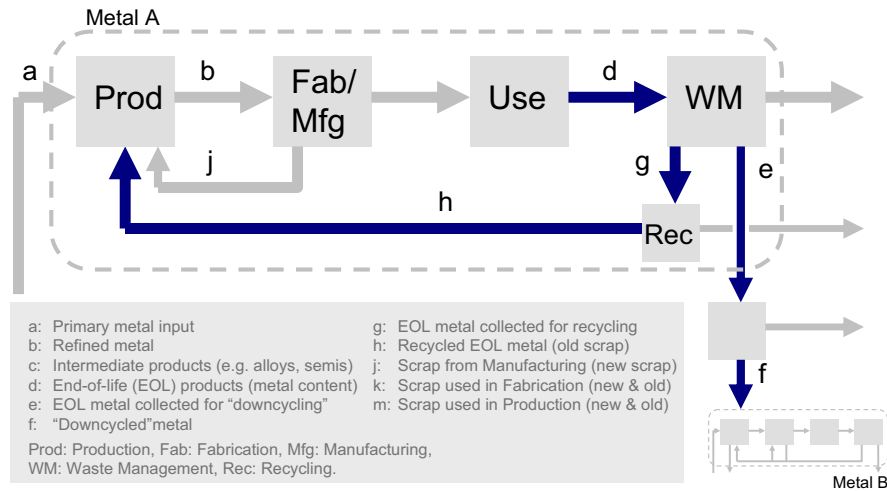 Metal A
a
b
d
Prod
Fab/
Mfg
Use
WM
j
g
e
h
Rec
a: Primary metal input
b: Refined metal
c: Intermediate products (e.g. alloys, semis)
d: End-of-life (EOL) products (metal content)
e: EOL metal collected for “downcycling”
f: “Downcycled”metal
g: EOL metal collected for recycling
h: Recycled EOL metal (old scrap)
j: Scrap from Manufacturing (new scrap)
k: Scrap used in Fabrication (new & old)
m: Scrap used in Production (new & old)
Prod: Production, Fab: Fabrication, Mfg: Manufacturing,
WM: Waste Management, Rec: Recycling.
f
Metal B